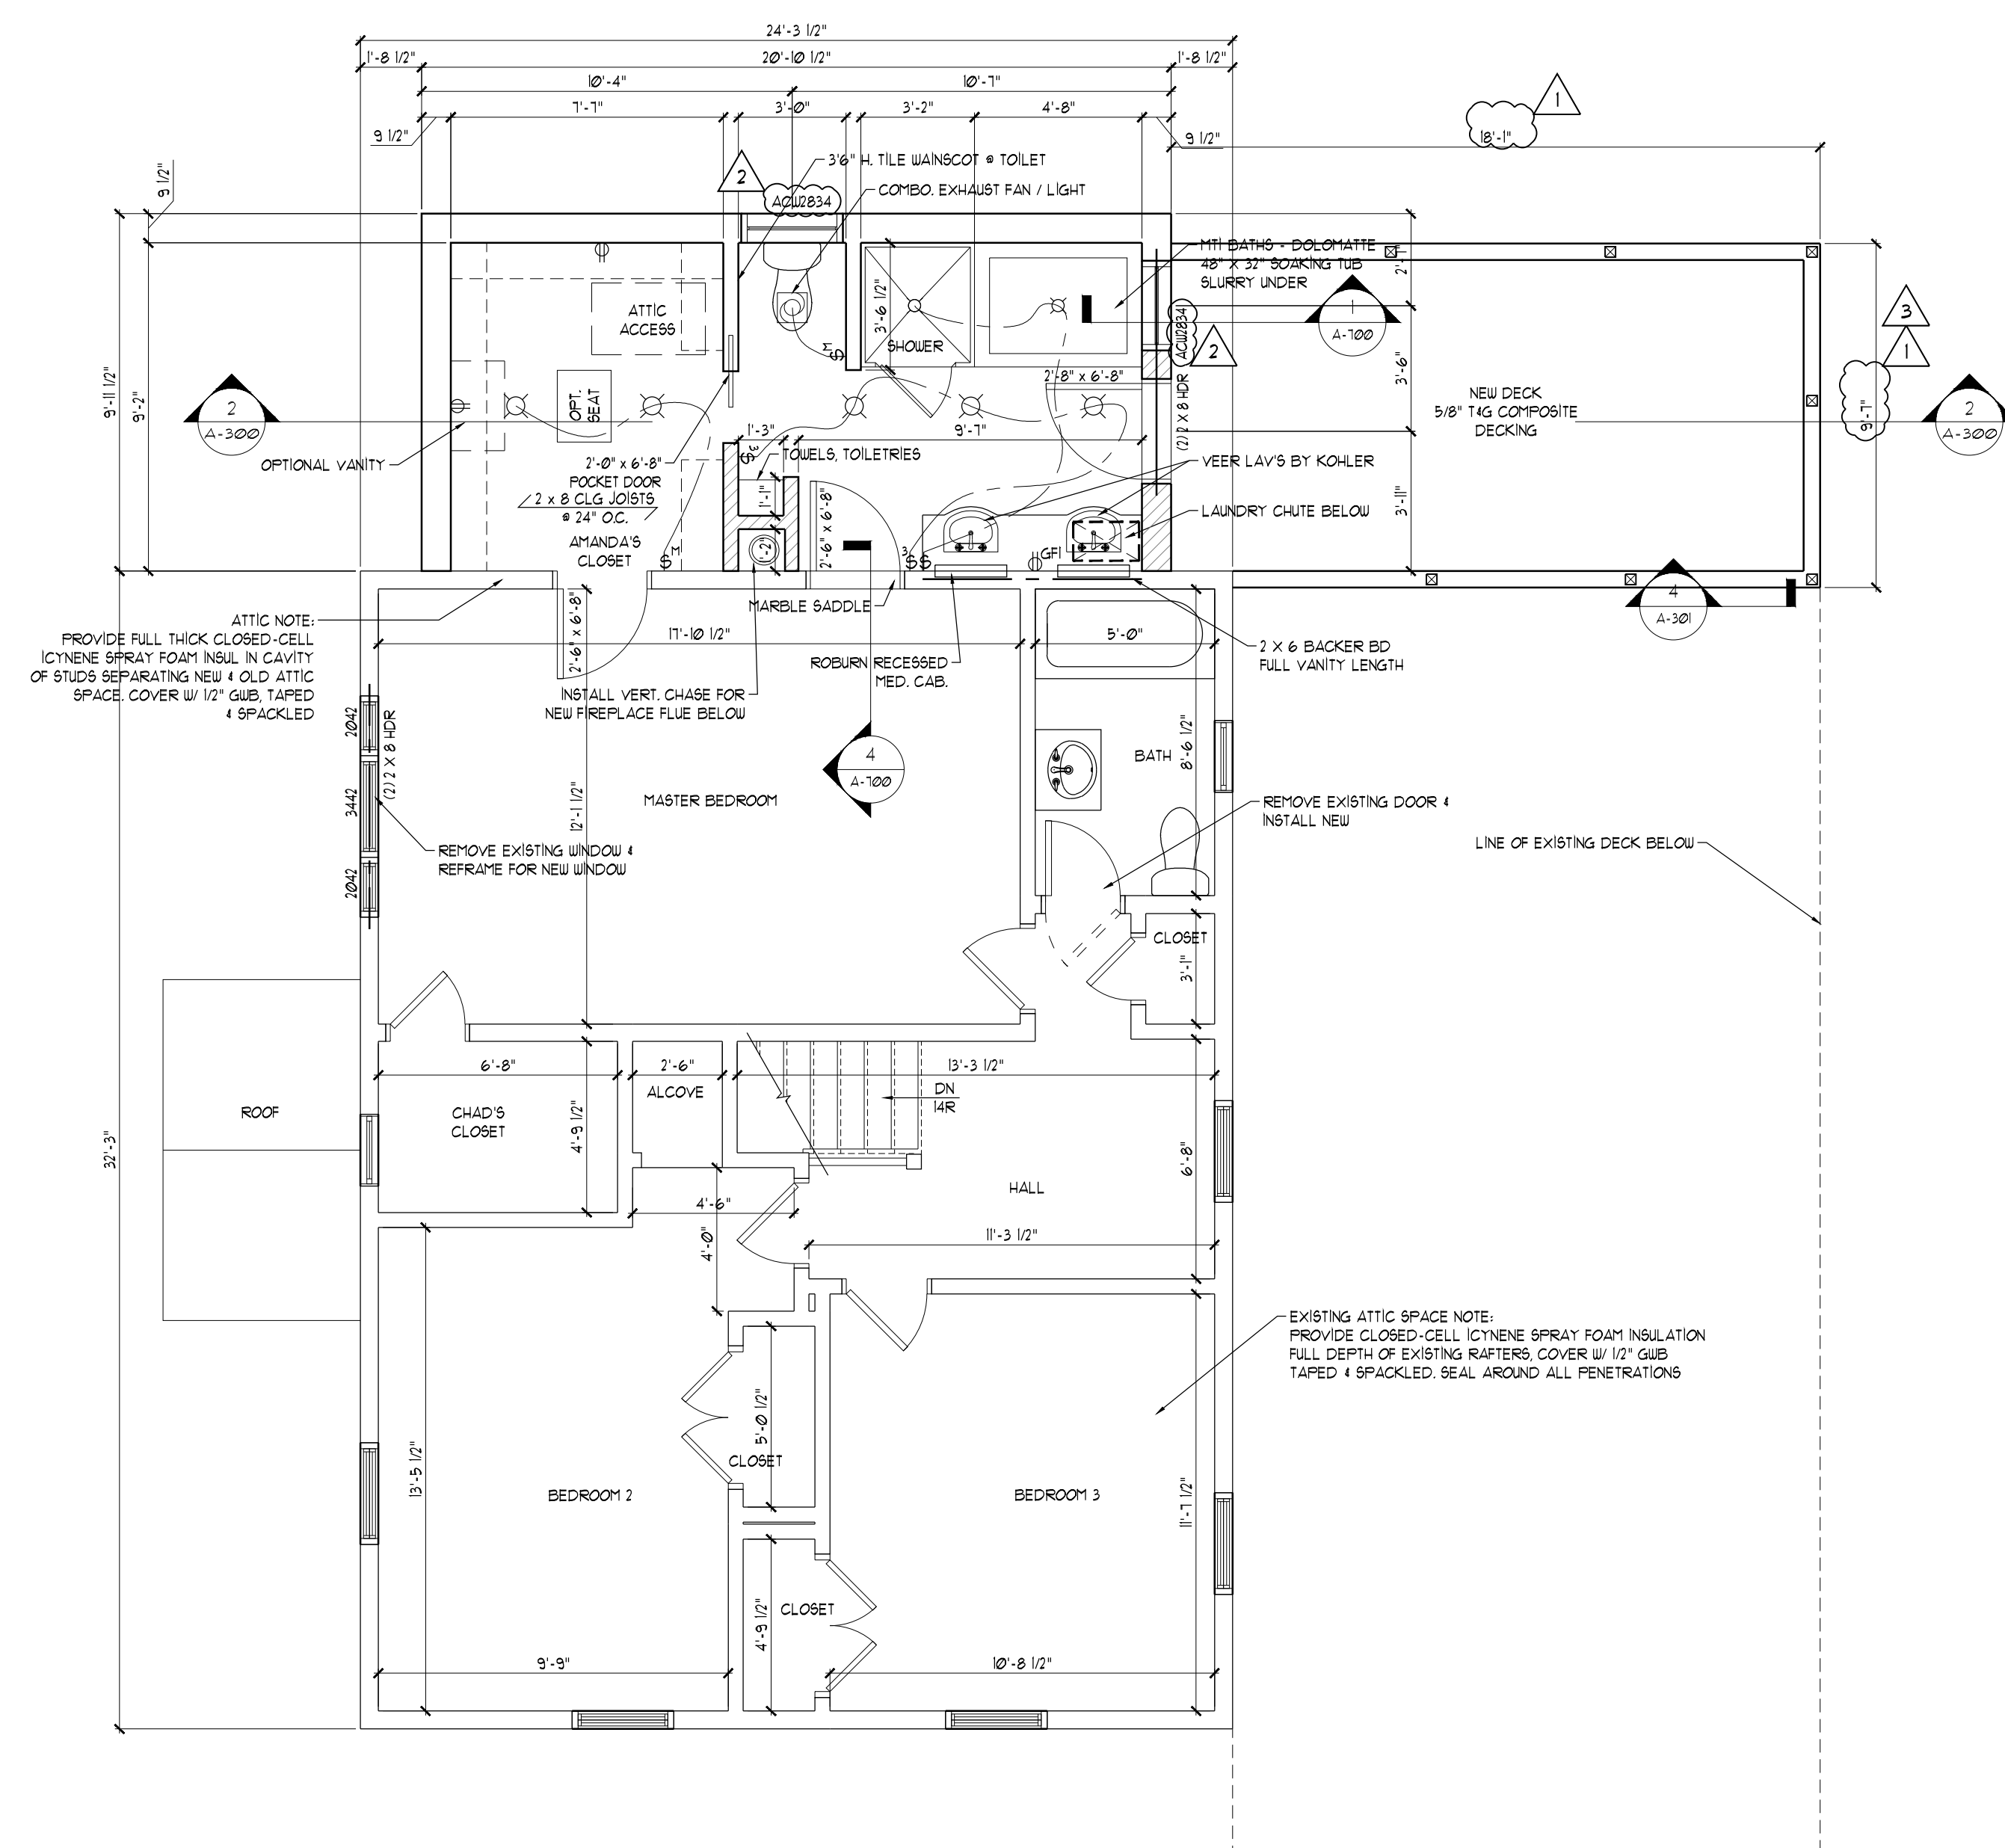 24'-3 1/2"
1'-8 1/2"
20'-10 1/2"
1'-8 1/2"
10'-4"
10'-7"
7'-7"
3'-0"
3'-2"
4'-8"
9 1/2"
9 1/2"
1
18'-1"
9 1/2"
2
ACW2834
3'6" H. TILE WAINSCOT @ TOILET
COMBO. EXHAUST FAN / LIGHT
MTI BATHS - DOLOMATTE
48" X 32" SOAKING TUB
SLURRY UNDER
ATTIC
ACCESS
3'-6 1/2"
SHOWER
M
$
ACW2834
2
1
A-700
3
1
9'-7"
9'-11 1/2"
9'-2"
2
A-300
OPT.
SEAT
2'-8" x 6'-8"
(2) 2 X 8 HDR
3'-6"
NEW DECK
5/8" T&G COMPOSITE
DECKING
2
A-300
1'-3"
9'-7"
$3
OPTIONAL VANITY
2'-0" x 6'-8"
POCKET DOOR
2 x 8 CLG JOISTS
@ 24" O.C.
TOWELS, TOILETRIES
VEER LAV'S BY KOHLER
1'-1"
2'-6" x 6'-8"
LAUNDRY CHUTE BELOW
3'-11"
AMANDA'S
CLOSET
$ M
3
$$
GFI
MARBLE SADDLE
4
A-301
ATTIC NOTE:
PROVIDE FULL THICK CLOSED-CELL
ICYNENE SPRAY FOAM INSUL IN CAVITY
OF STUDS SEPARATING NEW & OLD ATTIC
SPACE. COVER W/ 1/2" GWB, TAPED
& SPACKLED
2'-6" x 6'-8"
17'-10 1/2"
5'-0"
2 X 6 BACKER BD
FULL VANITY LENGTH
ROBURN RECESSED
MED. CAB.
INSTALL VERT. CHASE FOR
NEW FIREPLACE FLUE BELOW
2042
(2) 2 X 8 HDR
3442
2042
4
A-700
BATH
8'-6 1/2"
MASTER BEDROOM
12'-1 1/2"
REMOVE EXISTING DOOR &
INSTALL NEW
REMOVE EXISTING WINDOW &
REFRAME FOR NEW WINDOW
LINE OF EXISTING DECK BELOW
CLOSET
3'-1"
6'-8"
2'-6"
13'-3 1/2"
ALCOVE
DN
14R
ROOF
CHAD'S
CLOSET
4'-9 1/2"
32'-3"
6'-8"
HALL
4'-6"
4'-0"
11'-3 1/2"
EXISTING ATTIC SPACE NOTE:
PROVIDE CLOSED-CELL ICYNENE SPRAY FOAM INSULATION
FULL DEPTH OF EXISTING RAFTERS, COVER W/ 1/2" GWB
TAPED & SPACKLED. SEAL AROUND ALL PENETRATIONS
5'-0 1/2"
CLOSET
13'-5 1/2"
BEDROOM 2
BEDROOM 3
11'-7 1/2"
CLOSET
4'-9 1/2"
9'-9"
10'-8 1/2"